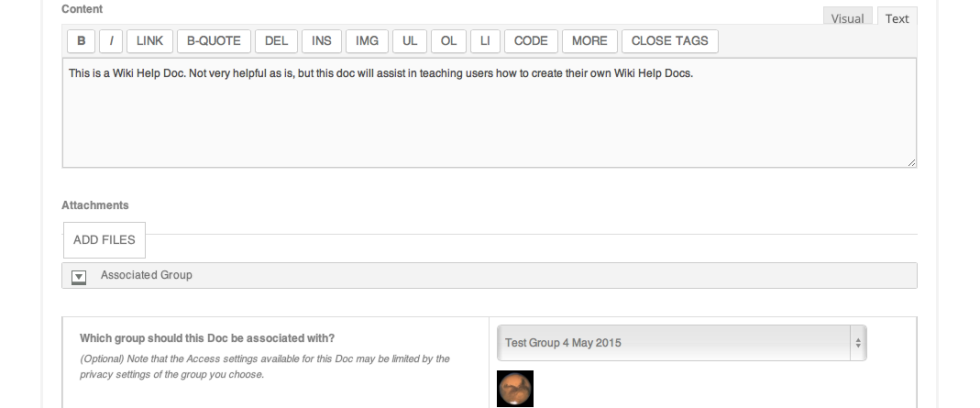 Content
Visual Text
B I LINK B-QUOTE DEL INS IMG UL OL LI CODE MORE CLOSE TAGS
This is a Wiki Help Doc. Not very helpful as is, but this doc will assist in teaching users how to create their own Wiki Help Docs.
Attachments
ADD FILES
Associated Group
Which group should this Doc be associated with?
(Optional) Note that the Access settings available for this Doc may be limited by the
privacy settings of the group you choose.
Test Group 4 May 2015